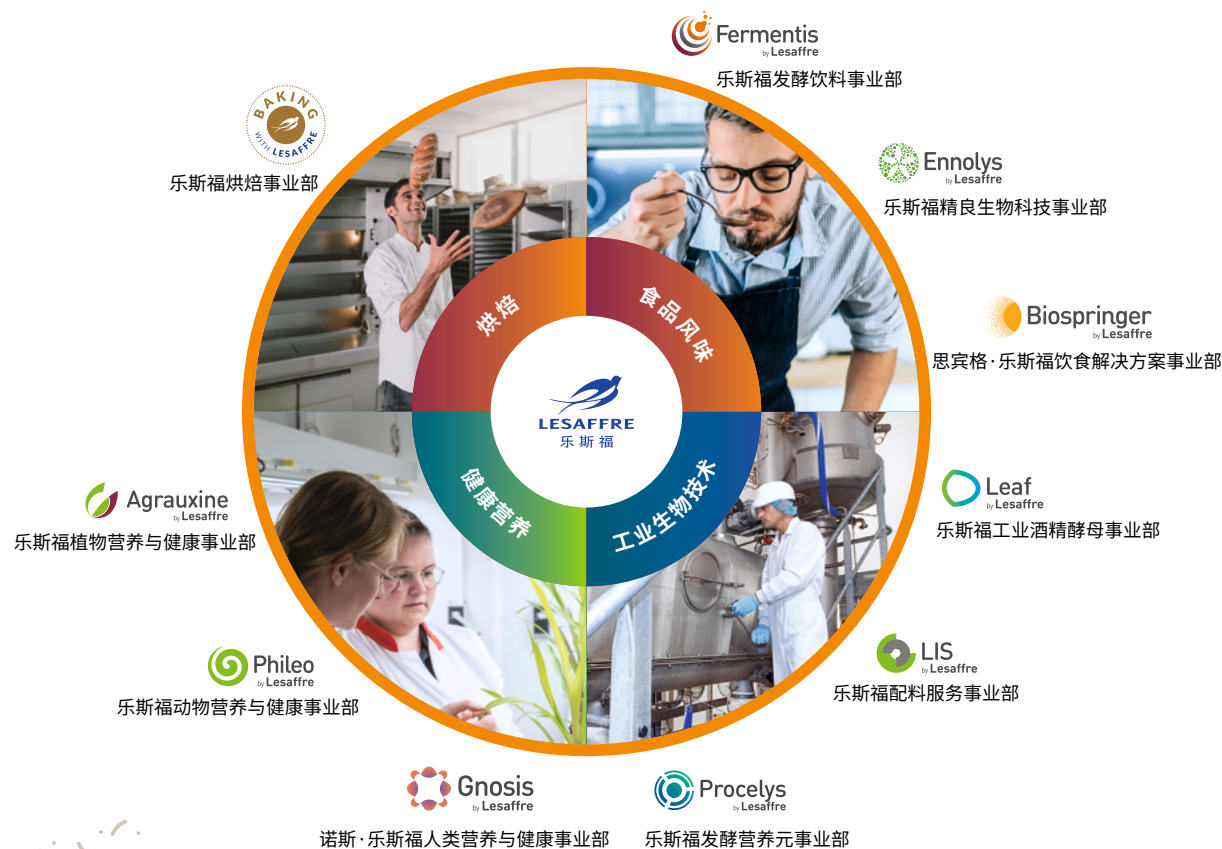 Fermentis
by Lesaffre
乐斯福发酵饮料事业部
BAKING
WITH LESAFFRE
乐斯福烘焙事业部
Ennolys
by Lesaffre
乐斯福精良生物科技事业部
烘焙
食品风味
Biospringer
by Lesaffre
思宾格·乐斯福饮食解决方案事业部
LESAFFRE
乐斯福
健康营养
工业生物技术
Agrauxine
by Lesaffre
乐斯福植物营养与健康事业部
Leaf
by Lesaffre
乐斯福工业酒精酵母事业部
Phileo
by Lesaffre
乐斯福动物营养与健康事业部
LIS
by Lesaffre
乐斯福配料服务事业部
Gnosis
by Lesaffre
诺斯·乐斯福人类营养与健康事业部
Procelys
by Lesaffre
乐斯福发酵营养元事业部